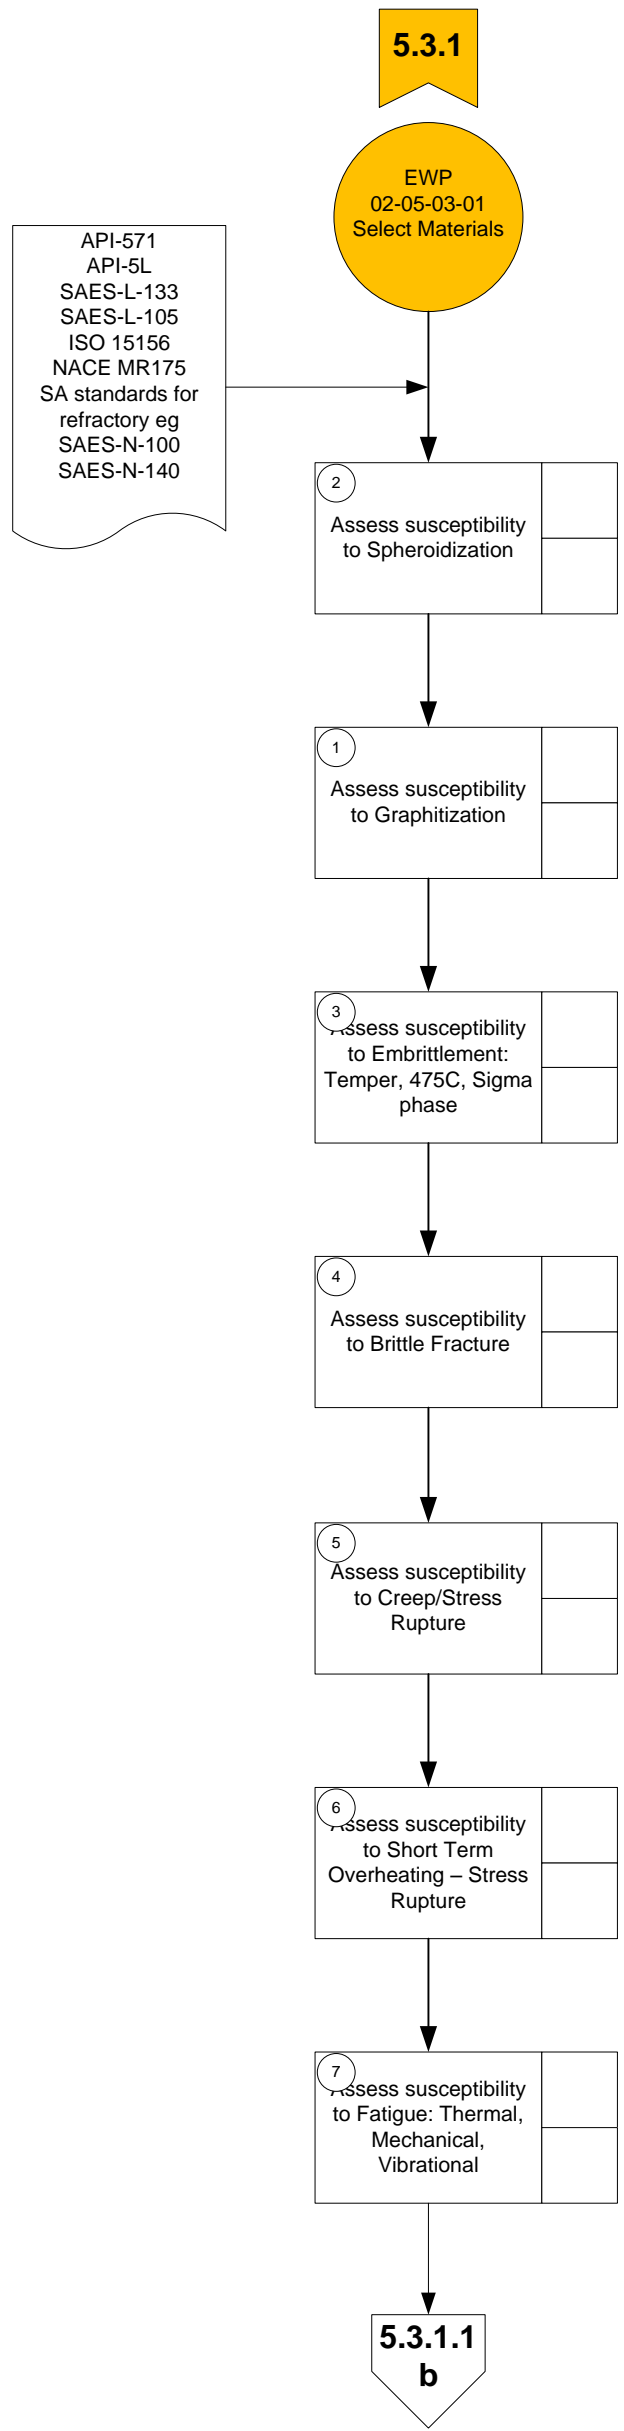 5.3.1
EWP
02-05-03-01
Select Materials
API-571
API-5L
SAES-L-133
SAES-L-105
ISO 15156
NACE MR175
SA standards for
refractory eg
SAES-N-100
SAES-N-140
2
Assess susceptibility
to Spheroidization
1
Assess susceptibility
to Graphitization
3
Assess susceptibility
to Embrittlement:
Temper, 475C, Sigma
phase
4
Assess susceptibility
to Brittle Fracture
5
Assess susceptibility
to Creep/Stress
Rupture
6
Assess susceptibility
to Short Term
Overheating – Stress
Rupture
7
Assess susceptibility
to Fatigue: Thermal,
Mechanical,
Vibrational
5.3.1.1
b